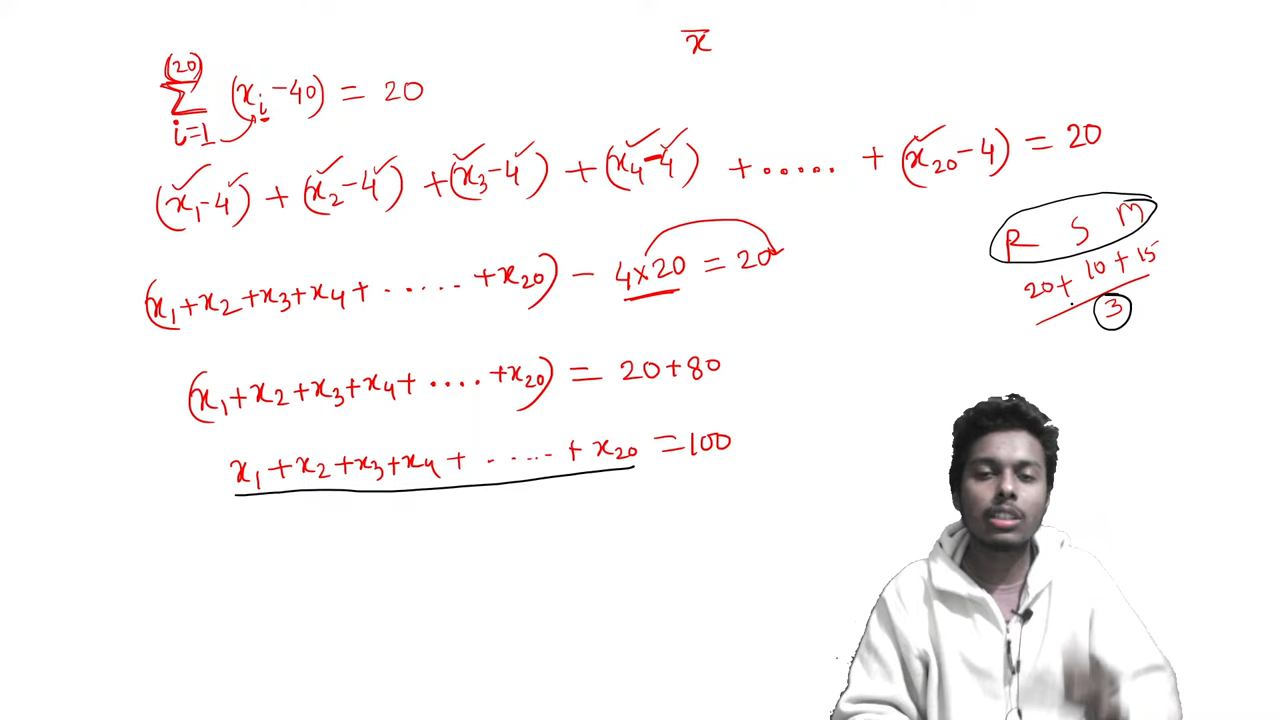 x̄
(20)
∑ (xᵢ-40) = 20
i=1
(x₁-4) + (x₂-4) + (x₃-4) + (x₄-4) + ...... + (x₂₀-4) = 20
R S M
(x₁+x₂+x₃+x₄+ ...... +x₂₀) - 4×20 = 20
20+10+15
3
(x₁+x₂+x₃+x₄+ .... +x₂₀) = 20+80
x₁+x₂+x₃+x₄+ ...... + x₂₀ = 100